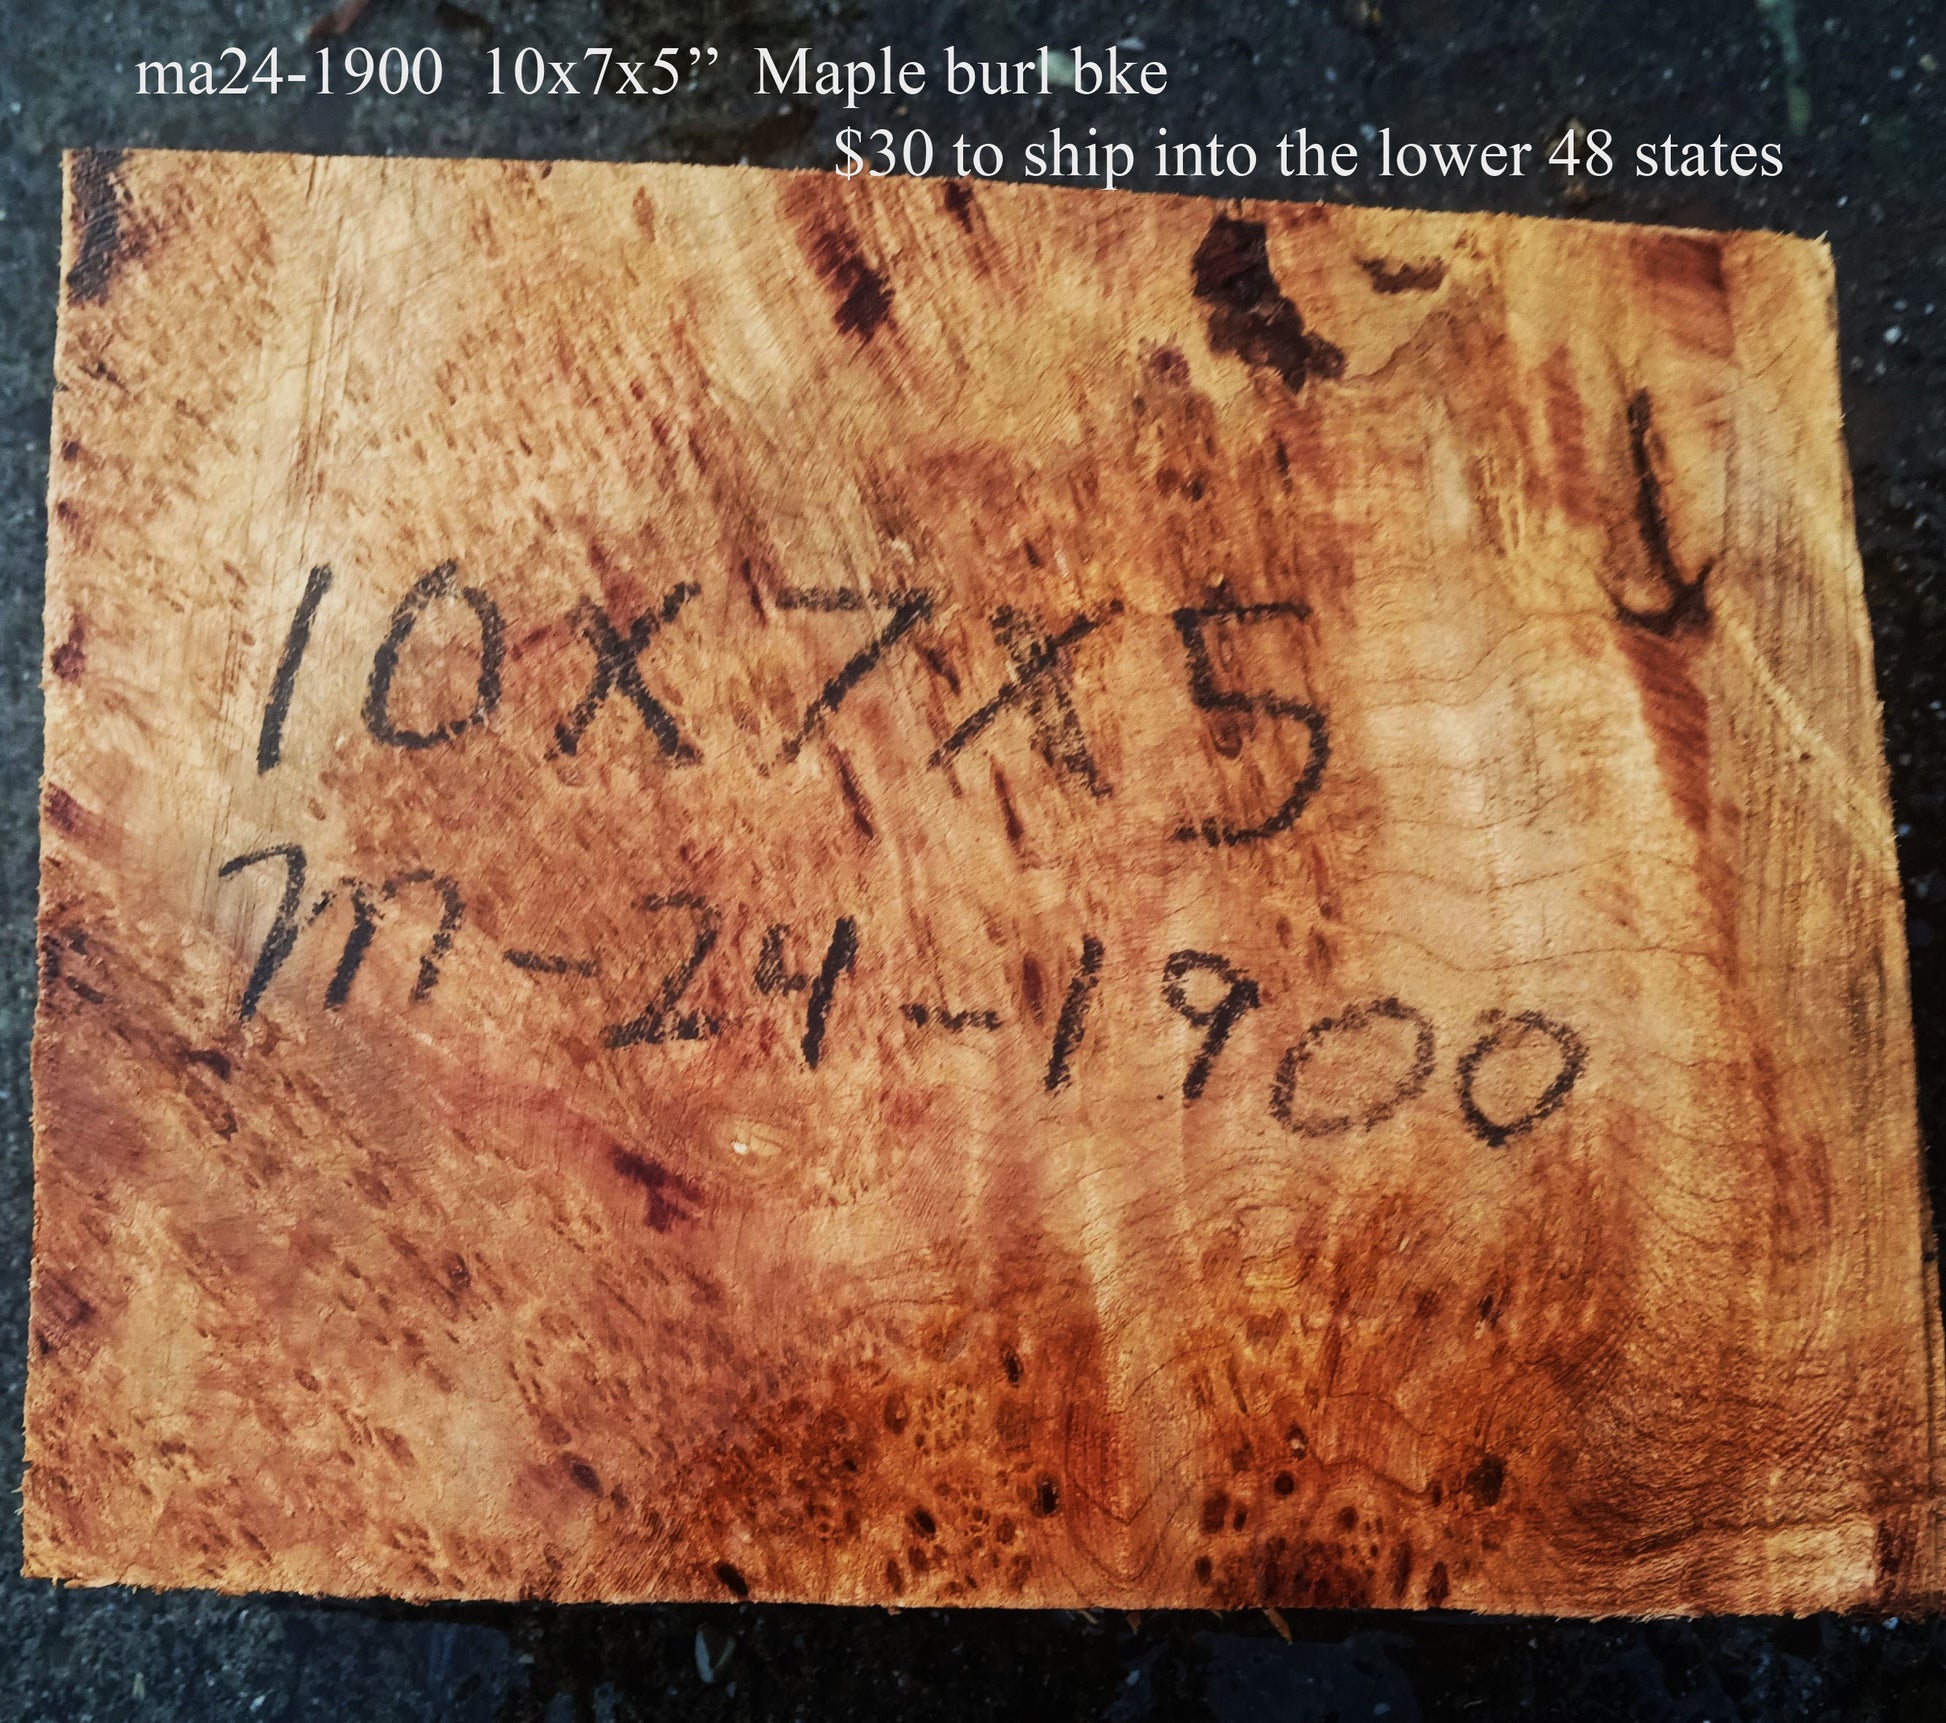 ma24-1900 10x7x5” Maple burl bke
$30 to ship into the lower 48 states
10x7x5
m-24-1900